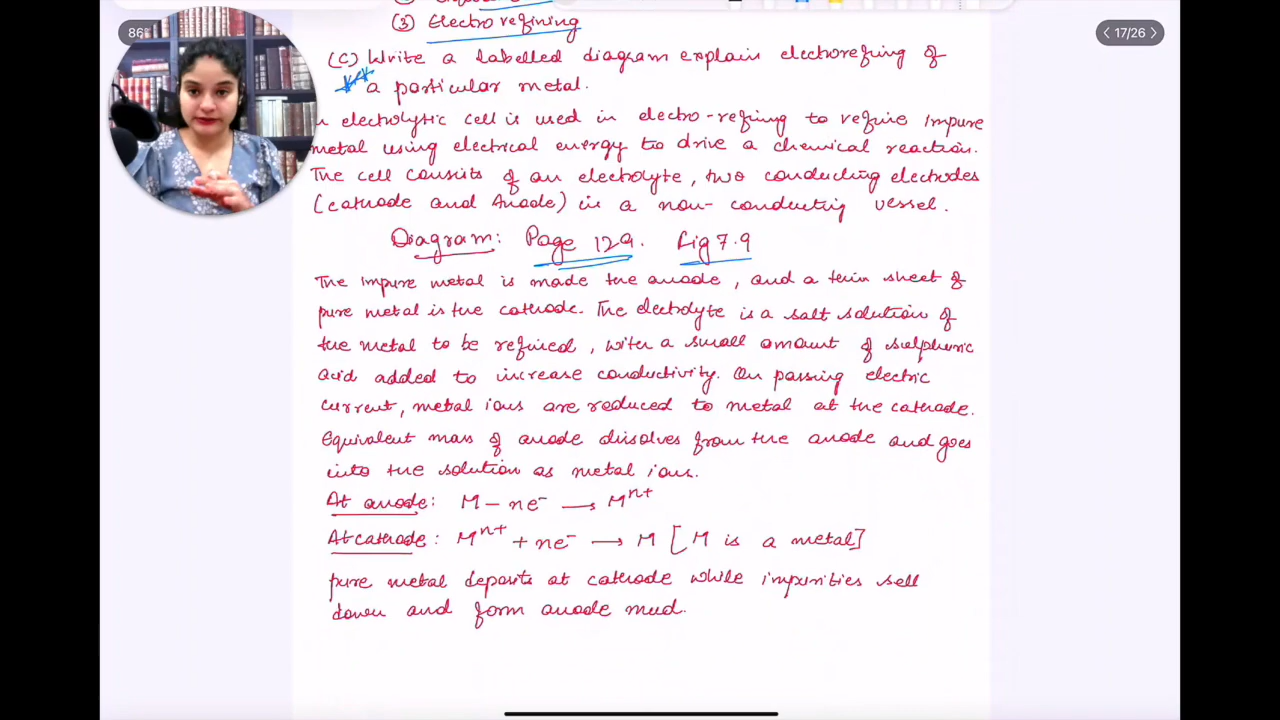 86
17/26
(3) Electro refining
(C) Write a labelled diagram explain electrorefing of
a particular metal.
electrolytic cell is used in electro-refing to refire impure
metal using electrical energy to drive a chemical reaction.
The cell consists of an electrolyte, two conducting electodes
(cathode and Anode) in a non-conducting vessel.
Diagram: Page 129. Fig 7.9
The impure metal is made the anode, and a thin sheet of
pure metal is the cathode. The electrolyte is a salt solution of
the metal to be refined, with a small amount of sulphuric
acid added to increase conductivity. On passing electric
current, metal ions are reduced to metal at the cathode.
Equivalent mass of anode dissolves from the anode and goes
into the solution as metal ions.
At anode: M - ne⁻ → Mⁿ⁺
At cathode: Mⁿ⁺ + ne⁻ → M [M is a metal]
pure metal deposits at cathode while impurities sell
down and form anode mud.